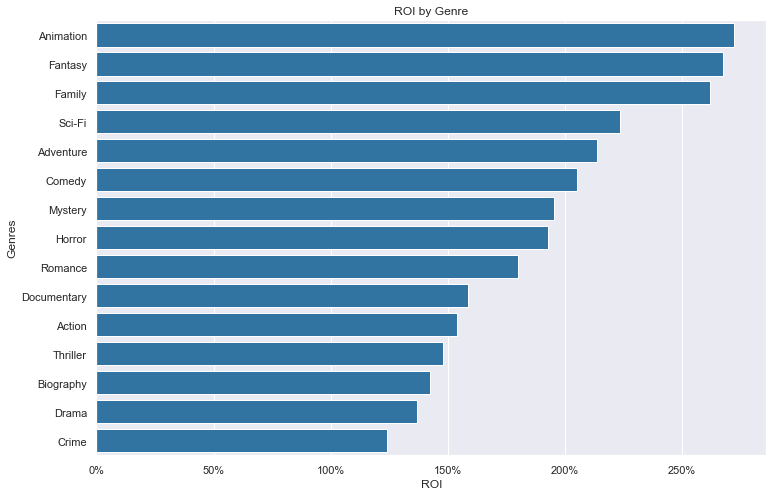 ROI by Genre
Animation
Fantasy
Family
Sci-Fi
Adventure
Comedy
Mystery
Horror
Romance
Documentary
Action
Thriller
Biography
Drama
Crime
Genres
0% 50% 100% 150% 200% 250%
ROI